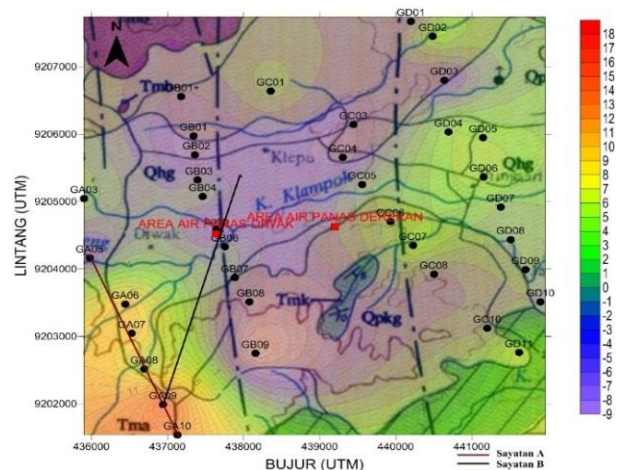 GD01
GD02
9207000
GD03
Tmb
GB01
GC01
GC03
GD04
GD05
9206000
GB01
GB02
Klepu
GC04
Qhg
GB03
GB04
GC05
GD06
Qhg
K. Klampok
GD07
GA03
9205000
AREA AIR PANAS DIWAK
AREA AIR PANAS DEREKAN
GC06
Diwak
GB06
GC07
GD08
GA05
9204000
GB07
GC08
GD09
GA06
GB08
Tmk
Qpkg
GD10
GA07
9203000
GC10
GA08
GB09
GD11
GA09
9202000
Tma
GA10
436000 437000 438000 439000 440000 441000
LINTANG (UTM)
BUJUR (UTM)
Sayatan A
Sayatan B
18
17
16
15
14
13
12
11
10
9
8
7
6
5
4
3
2
1
0
-1
-2
-3
-4
-5
-6
-7
-8
-9